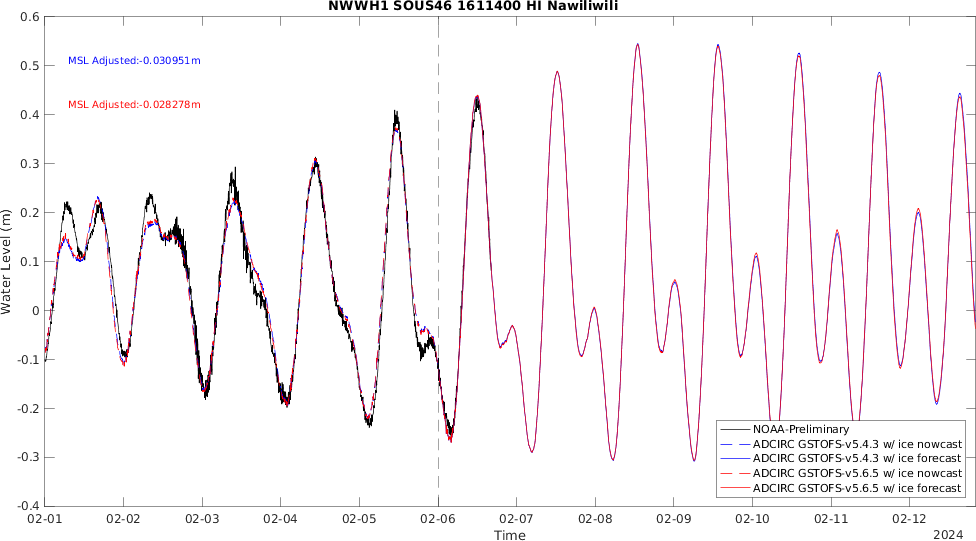 NWWH1 SOUS46 1611400 HI Nawiliwili
MSL Adjusted:-0.030951m
MSL Adjusted:-0.028278m
Water Level (m)
0.6
0.5
0.4
0.3
0.2
0.1
0
-0.1
-0.2
-0.3
-0.4
NOAA-Preliminary
ADCIRC GSTOFS-v5.4.3 w/ ice nowcast
ADCIRC GSTOFS-v5.4.3 w/ ice forecast
ADCIRC GSTOFS-v5.6.5 w/ ice nowcast
ADCIRC GSTOFS-v5.6.5 w/ ice forecast
02-01 02-02 02-03 02-04 02-05 02-06 02-07 02-08 02-09 02-10 02-11 02-12
Time
2024